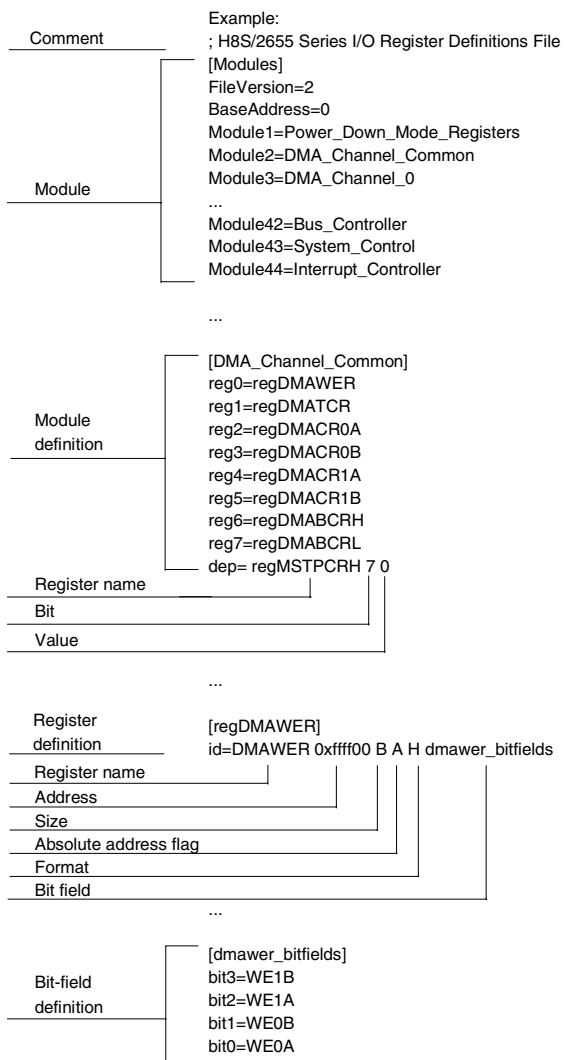 Example:
Comment
; H8S/2655 Series I/O Register Definitions File
[Modules]
FileVersion=2
BaseAddress=0
Module1=Power_Down_Mode_Registers
Module2=DMA_Channel_Common
Module3=DMA_Channel_0
Module
...
Module42=Bus_Controller
Module43=System_Control
Module44=Interrupt_Controller
...
[DMA_Channel_Common]
reg0=regDMAWER
reg1=regDMATCR
Module
definition
reg2=regDMACR0A
reg3=regDMACR0B
reg4=regDMACR1A
reg5=regDMACR1B
reg6=regDMABCRH
reg7=regDMABCRL
dep= regMSTPCRH 7 0
Register name
Bit
Value
...
Register
definition
[regDMAWER]
id=DMAWER 0xffff00 B A H dmawer_bitfields
Register name
Address
Size
Absolute address flag
Format
Bit field
...
[dmawer_bitfields]
Bit-field
definition
bit3=WE1B
bit2=WE1A
bit1=WE0B
bit0=WE0A